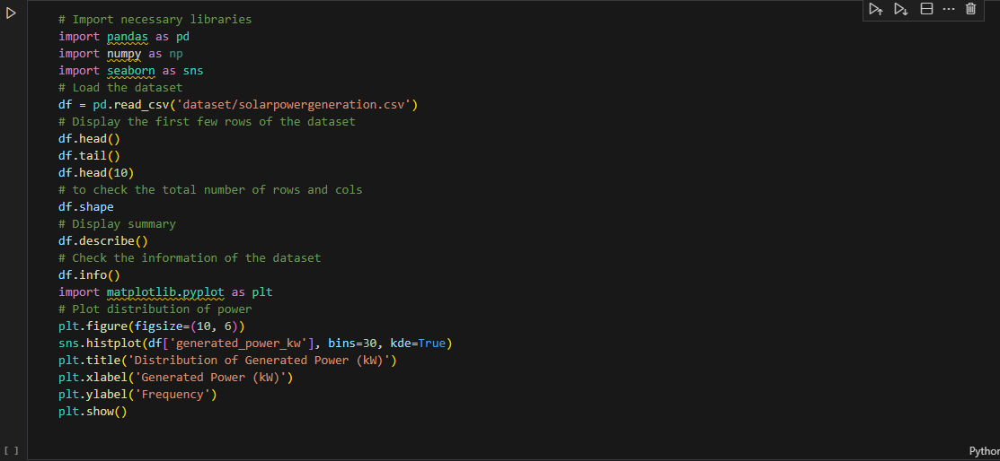 # Import necessary libraries
import pandas as pd
import numpy as np
import seaborn as sns
# Load the dataset
df = pd.read_csv('dataset/solarpowergeneration.csv')
# Display the first few rows of the dataset
df.head()
df.tail()
df.head(10)
# to check the total number of rows and cols
df.shape
# Display summary
df.describe()
# Check the information of the dataset
df.info()
import matplotlib.pyplot as plt
# Plot distribution of power
plt.figure(figsize=(10, 6))
sns.histplot(df['generated_power_kw'], bins=30, kde=True)
plt.title('Distribution of Generated Power (kW)')
plt.xlabel('Generated Power (kW)')
plt.ylabel('Frequency')
plt.show()
[ ]
Python